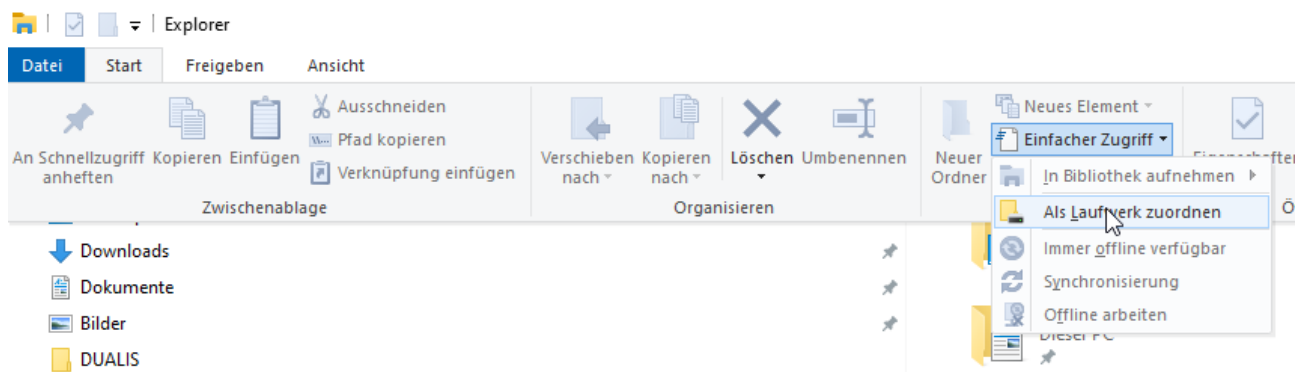 Explorer
Datei Start Freigeben Ansicht
An Schnellzugriff anheften
Kopieren
Einfügen
Ausschneiden
Pfad kopieren
Verknüpfung einfügen
Zwischenablage
Verschieben nach
Kopieren nach
Löschen
Umbenennen
Organisieren
Neuer Ordner
Neues Element
Einfacher Zugriff
In Bibliothek aufnehmen
Als Laufwerk zuordnen
Immer offline verfügbar
Synchronisierung
Offline arbeiten
Downloads
Dokumente
Bilder
DUALIS
Dieser PC